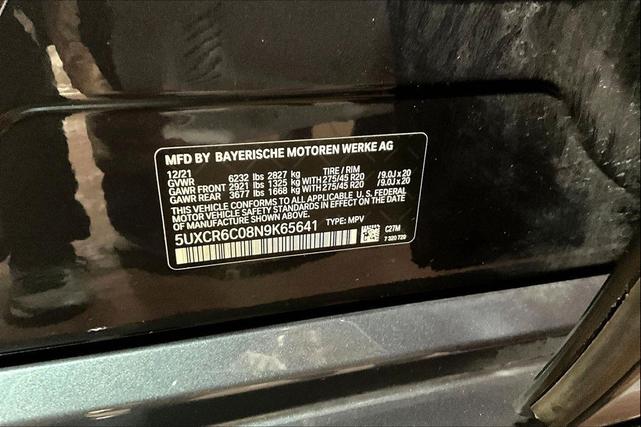 MFD BY BAYERISCHE MOTOREN WERKE AG
12/21 TIRE / RIM
GVWR 6232 lbs 2827 kg
GAWR FRONT 2921 lbs 1325 kg WITH 275/45 R20 /9.0J x 20
GAWR REAR 3677 lbs 1668 kg WITH 275/45 R20 /9.0J x 20
THIS VEHICLE CONFORMS TO ALL APPLICABLE U.S. FEDERAL
MOTOR VEHICLE SAFETY STANDARDS IN EFFECT ON THE DATE
OF MANUFACTURE SHOWN ABOVE.
5UXCR6C08N9K65641 TYPE: MPV
C27M
7 320 729